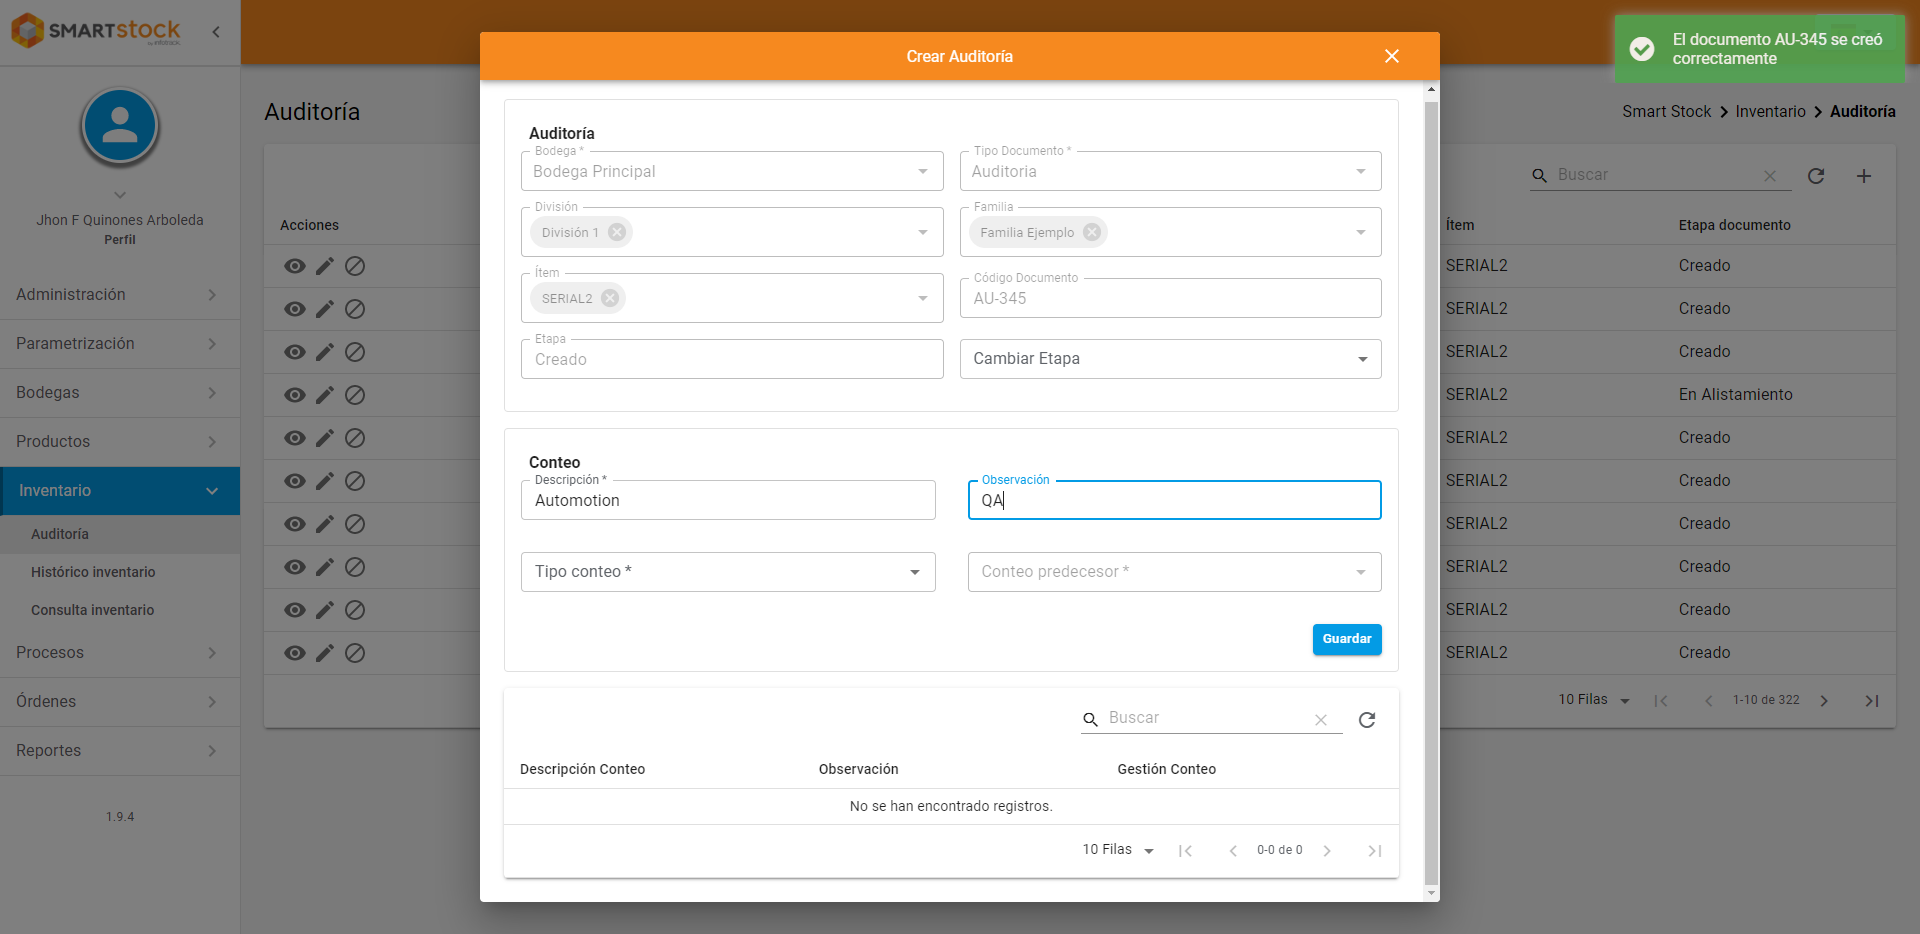 SMARTSTOCK
by infotrack
Crear Auditoría
El documento AU-345 se creó
correctamente
Jhon F Quinones Arboleda
Perfil
Administración
Parametrización
Bodegas
Productos
Inventario
Auditoría
Histórico inventario
Consulta inventario
Procesos
Órdenes
Reportes
1.9.4
Auditoría
Smart Stock
Inventario
Auditoría
Buscar
Acciones
Ítem
Etapa documento
SERIAL2
Creado
SERIAL2
Creado
SERIAL2
Creado
SERIAL2
En Alistamiento
SERIAL2
Creado
SERIAL2
Creado
SERIAL2
Creado
SERIAL2
Creado
SERIAL2
Creado
SERIAL2
Creado
10 Filas
1-10 de 322
Auditoría
Bodega *
Bodega Principal
Tipo Documento *
Auditoria
División
División 1
Familia
Familia Ejemplo
Ítem
SERIAL2
Código Documento
AU-345
Etapa
Creado
Cambiar Etapa
Conteo
Descripción *
Automotion
Observación
QA
Tipo conteo *
Conteo predecesor *
Guardar
Buscar
Descripción Conteo
Observación
Gestión Conteo
No se han encontrado registros.
10 Filas
0-0 de 0